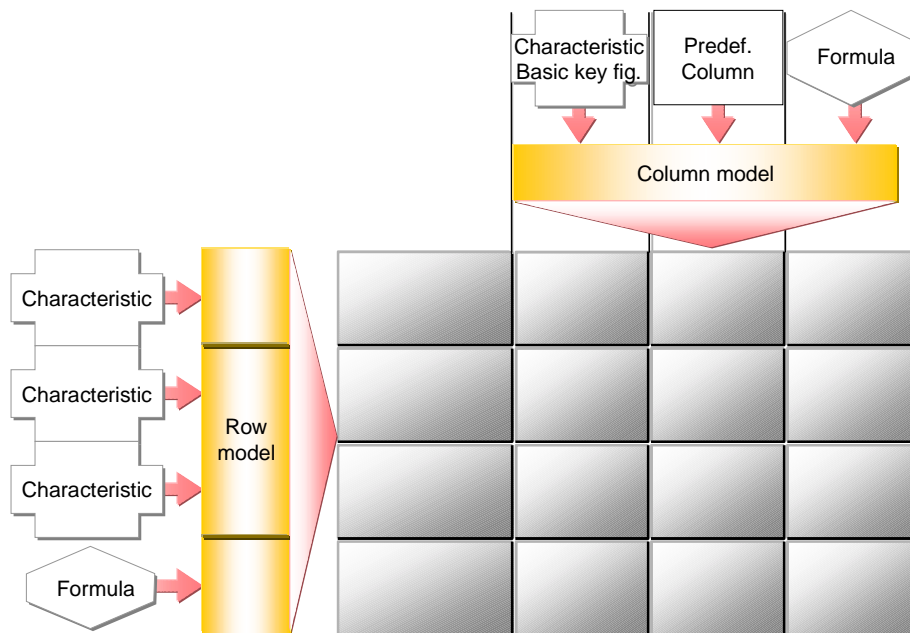 Characteristic
Basic key fig.
Predef.
Column
Formula
Column model
Characteristic
Characteristic
Row
model
Characteristic
Formula